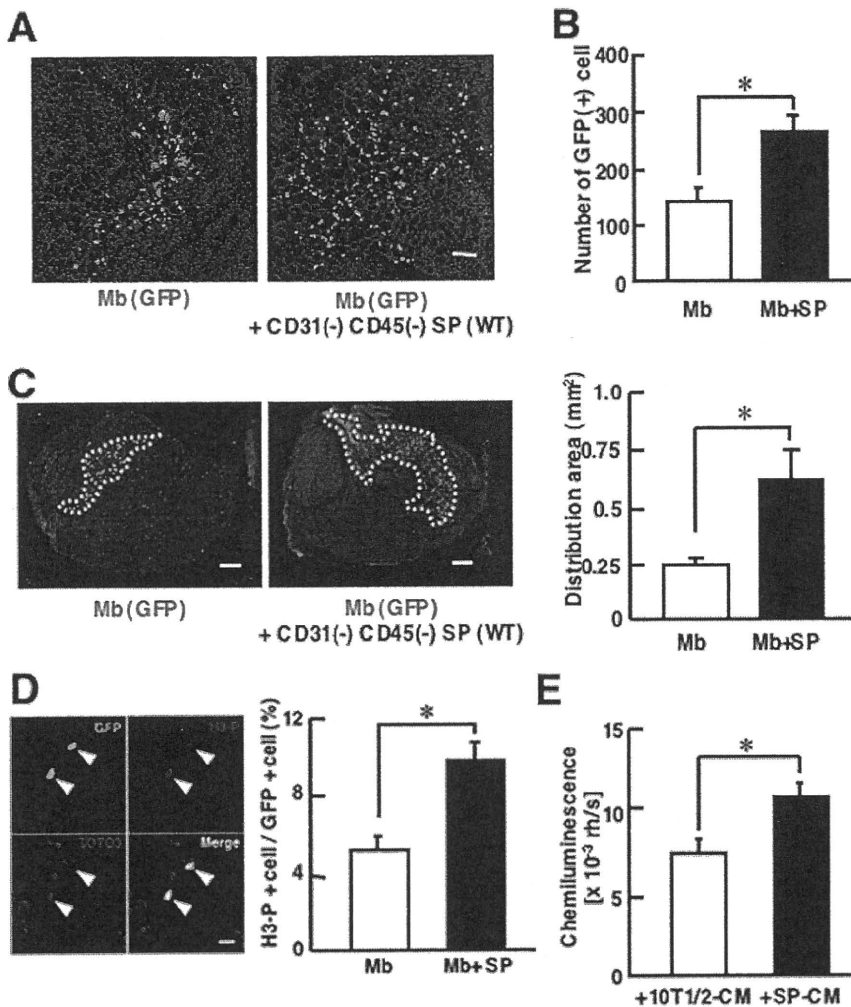 A
Mb (GFP)
Mb (GFP)
+ CD31(-) CD45(-) SP (WT)
B
Number of GFP(+) cell
400
300
200
100
0
*
Mb
Mb+SP
C
Mb (GFP)
Mb (GFP)
+ CD31(-) CD45(-) SP (WT)
Distribution area (mm²)
1.0
0.75
0.5
0.25
0
*
Mb
Mb+SP
D
GFP
H3-P
TOTO3
Merge
H3-P +cell / GFP +cell (%)
12
8
4
0
*
Mb
Mb+SP
E
Chemiluminescence
[x 10⁻³ rh/s]
15
10
5
0
*
+10T1/2-CM
+SP-CM